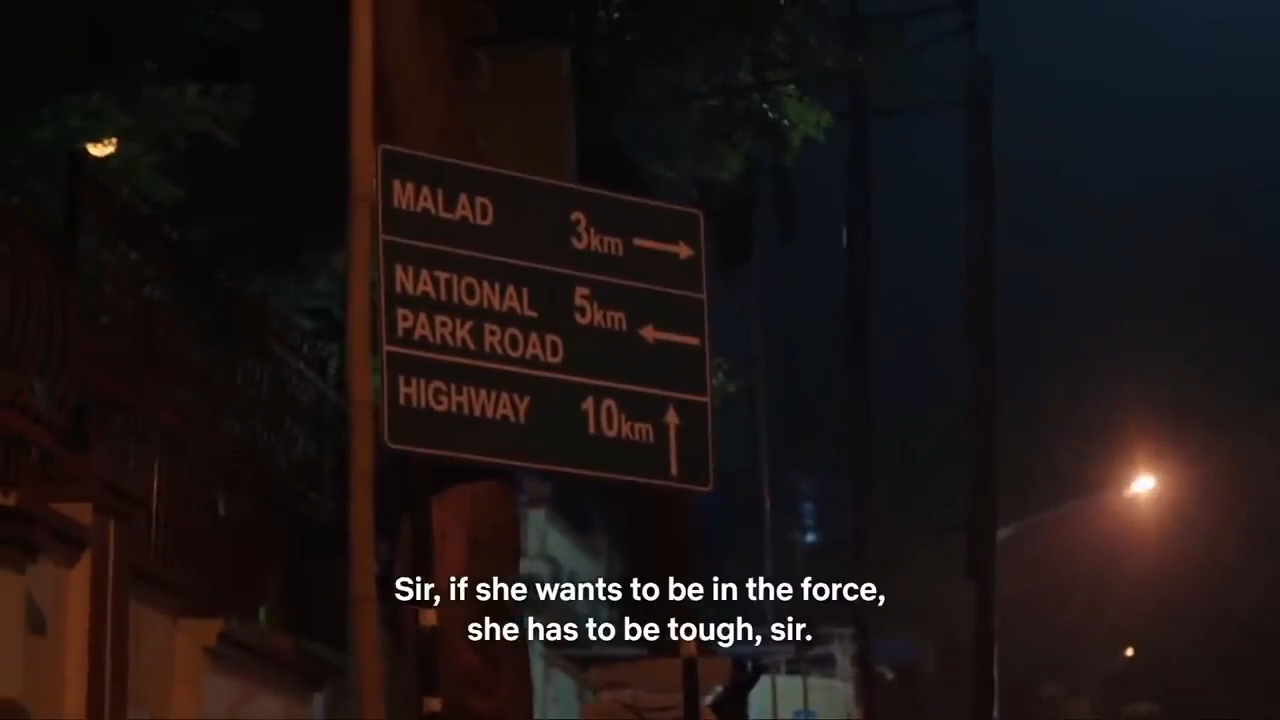 MALAD 3km →
NATIONAL 5km ←
PARK ROAD
HIGHWAY 10km ↑
Sir, if she wants to be in the force,
she has to be tough, sir.